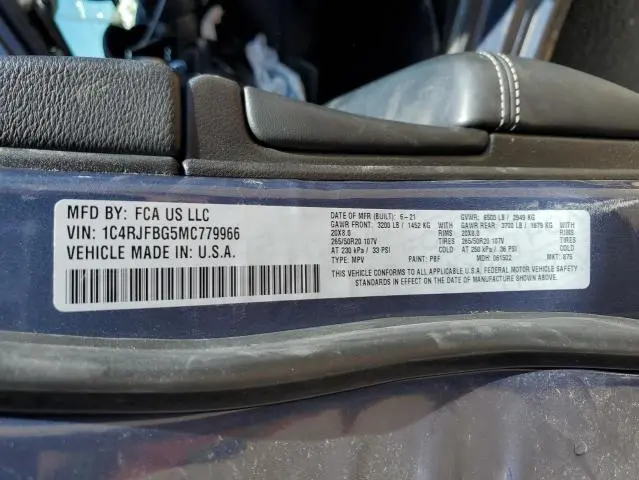 MFD BY: FCA US LLC
VIN: 1C4RJFBG5MC779966
VEHICLE MADE IN: U.S.A.
DATE OF MFR (BUILT): 6-21 GVWR: 6500 LB / 2949 KG
GAWR FRONT: 3200 LB / 1452 KG WITH GAWR REAR: 3700 LB / 1679 KG WITH
20X8.0 TIRES 20X8.0 TIRES
265/50R20 107V RIMS AT 265/50R20 107V RIMS AT
AT 230 kPa / 33 PSI COLD AT 250 kPa / 36 PSI COLD
TYPE: MPV PAINT: PBF MDH: 061502 MKT: 876
THIS VEHICLE CONFORMS TO ALL APPLICABLE U.S.A. FEDERAL MOTOR VEHICLE SAFETY
STANDARDS IN EFFECT ON THE DATE OF MANUFACTURE SHOWN ABOVE.